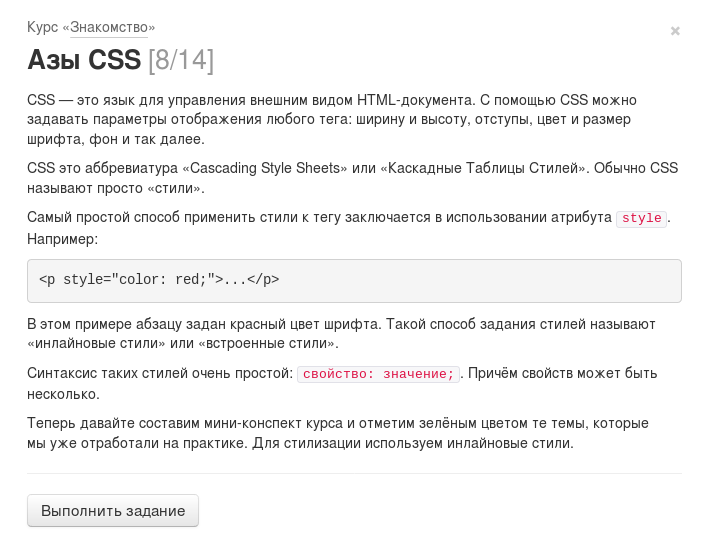 Курс «Знакомство»
×
Азы CSS [8/14]
CSS — это язык для управления внешним видом HTML-документа. С помощью CSS можно
задавать параметры отображения любого тега: ширину и высоту, отступы, цвет и размер
шрифта, фон и так далее.
CSS это аббревиатура «Cascading Style Sheets» или «Каскадные Таблицы Стилей». Обычно CSS
называют просто «стили».
Самый простой способ применить стили к тегу заключается в использовании атрибута style.
Например:
<p style="color: red;">...</p>
В этом примере абзацу задан красный цвет шрифта. Такой способ задания стилей называют
«инлайновые стили» или «встроенные стили».
Синтаксис таких стилей очень простой: свойство: значение;. Причём свойств может быть
несколько.
Теперь давайте составим мини-конспект курса и отметим зелёным цветом те темы, которые
мы уже отработали на практике. Для стилизации используем инлайновые стили.
Выполнить задание